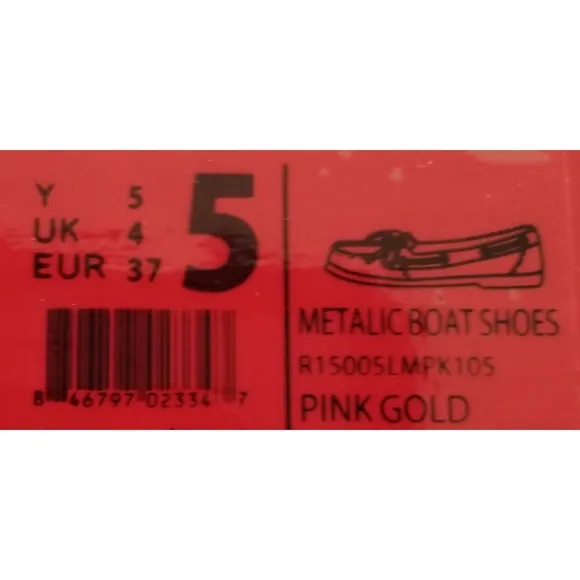 Y 5
UK 4
EUR 37
5
8 46797 02334 7
METALIC BOAT SHOES
R15005LMPK105
PINK GOLD